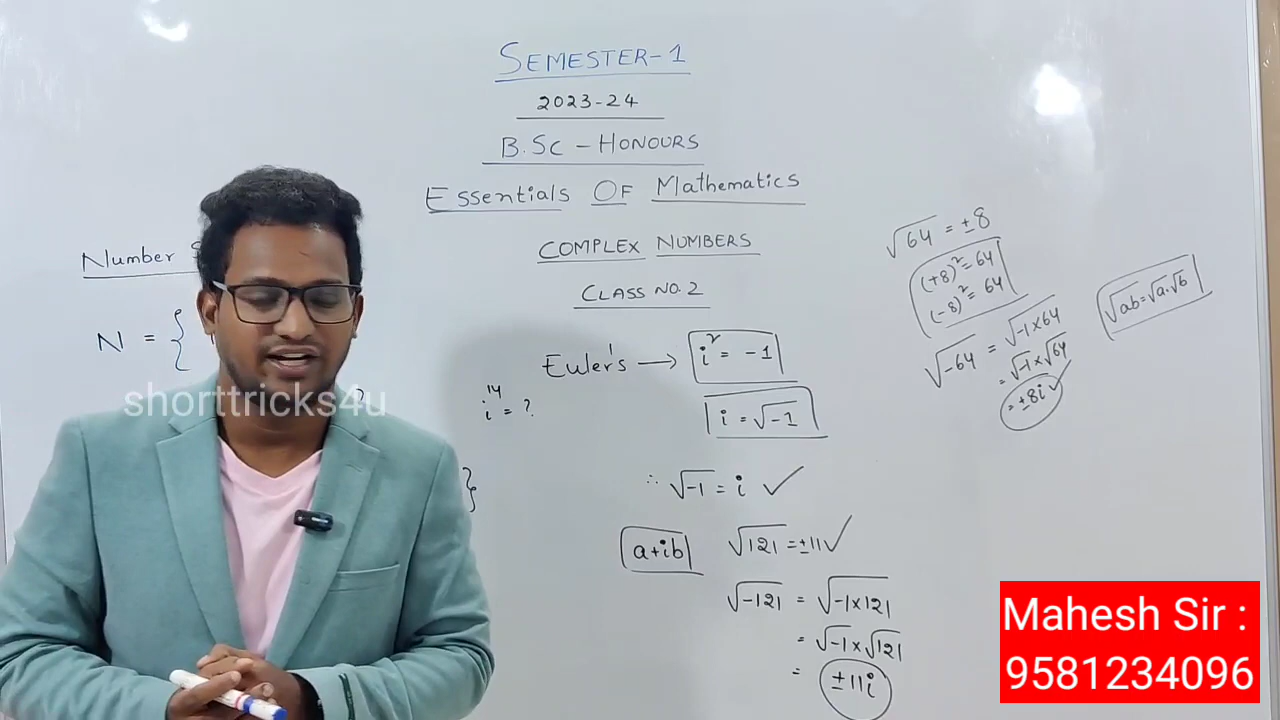 SEMESTER-1
2023-24
B.Sc - HONOURS
Essentials OF Mathematics
COMPLEX NUMBERS
CLASS NO.2
Number
N = {
}
Euler's → i² = -1
i = √-1
i¹⁴ = ?
∴ √-1 = i ✓
a+ib
√121 = ±11 ✓
√-121 = √-1×121
= √-1 × √121
= ±11i
√64 = ±8
(+8)² = 64
(-8)² = 64
√-64 = √-1×64
= √-1 × √64
= ±8i ✓
√ab = √a.√b
shorttricks4u
Mahesh Sir :
9581234096